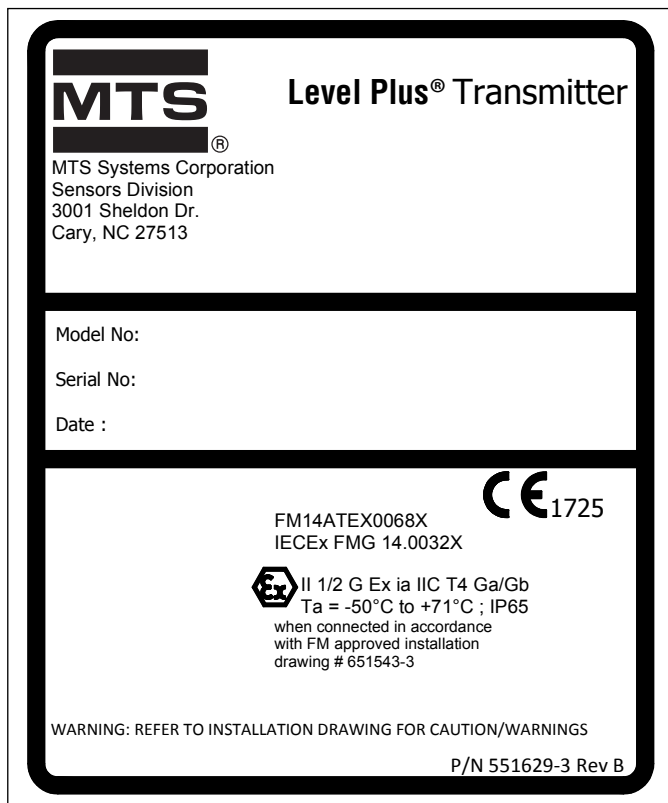 MTS®
Level Plus® Transmitter
MTS Systems Corporation
Sensors Division
3001 Sheldon Dr.
Cary, NC 27513
Model No:
Serial No:
Date :
CE 1725
FM14ATEX0068X
IECEx FMG 14.0032X
Ex II 1/2 G Ex ia IIC T4 Ga/Gb
Ta = -50°C to +71°C ; IP65
when connected in accordance
with FM approved installation
drawing # 651543-3
WARNING: REFER TO INSTALLATION DRAWING FOR CAUTION/WARNINGS
P/N 551629-3 Rev B